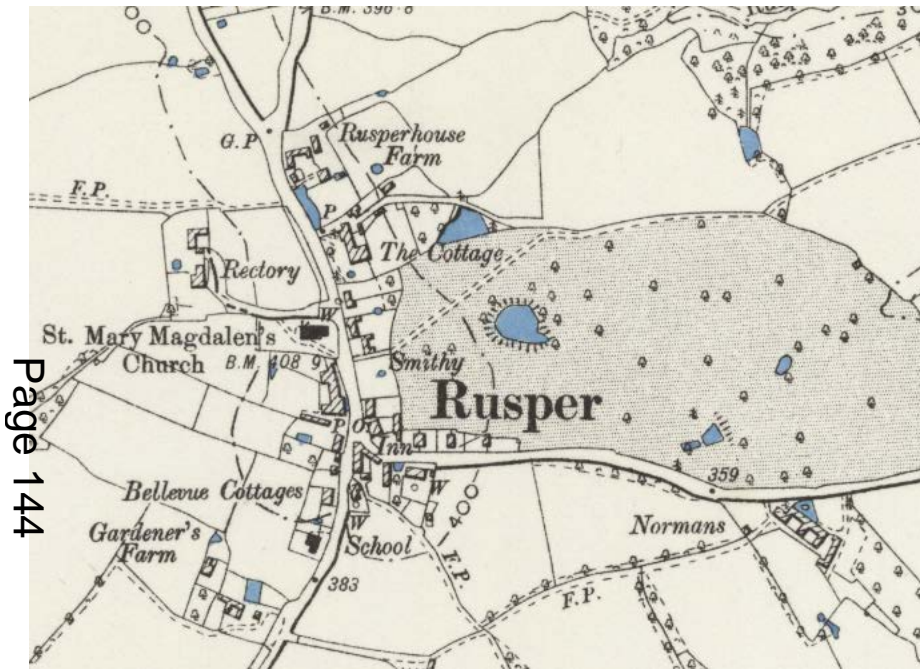 B.M. 396·8
G.P
Rusperhouse
Farm
F.P.
P
The Cottage
Rectory
W
St. Mary Magdalen's
Church
B.M. 408·9
Smithy
Rusper
P.O.
Inn
359
Bellevue Cottages
W
W
400
Normans
Gardener's
Farm
School
F.P.
F.P.
383
Page 144